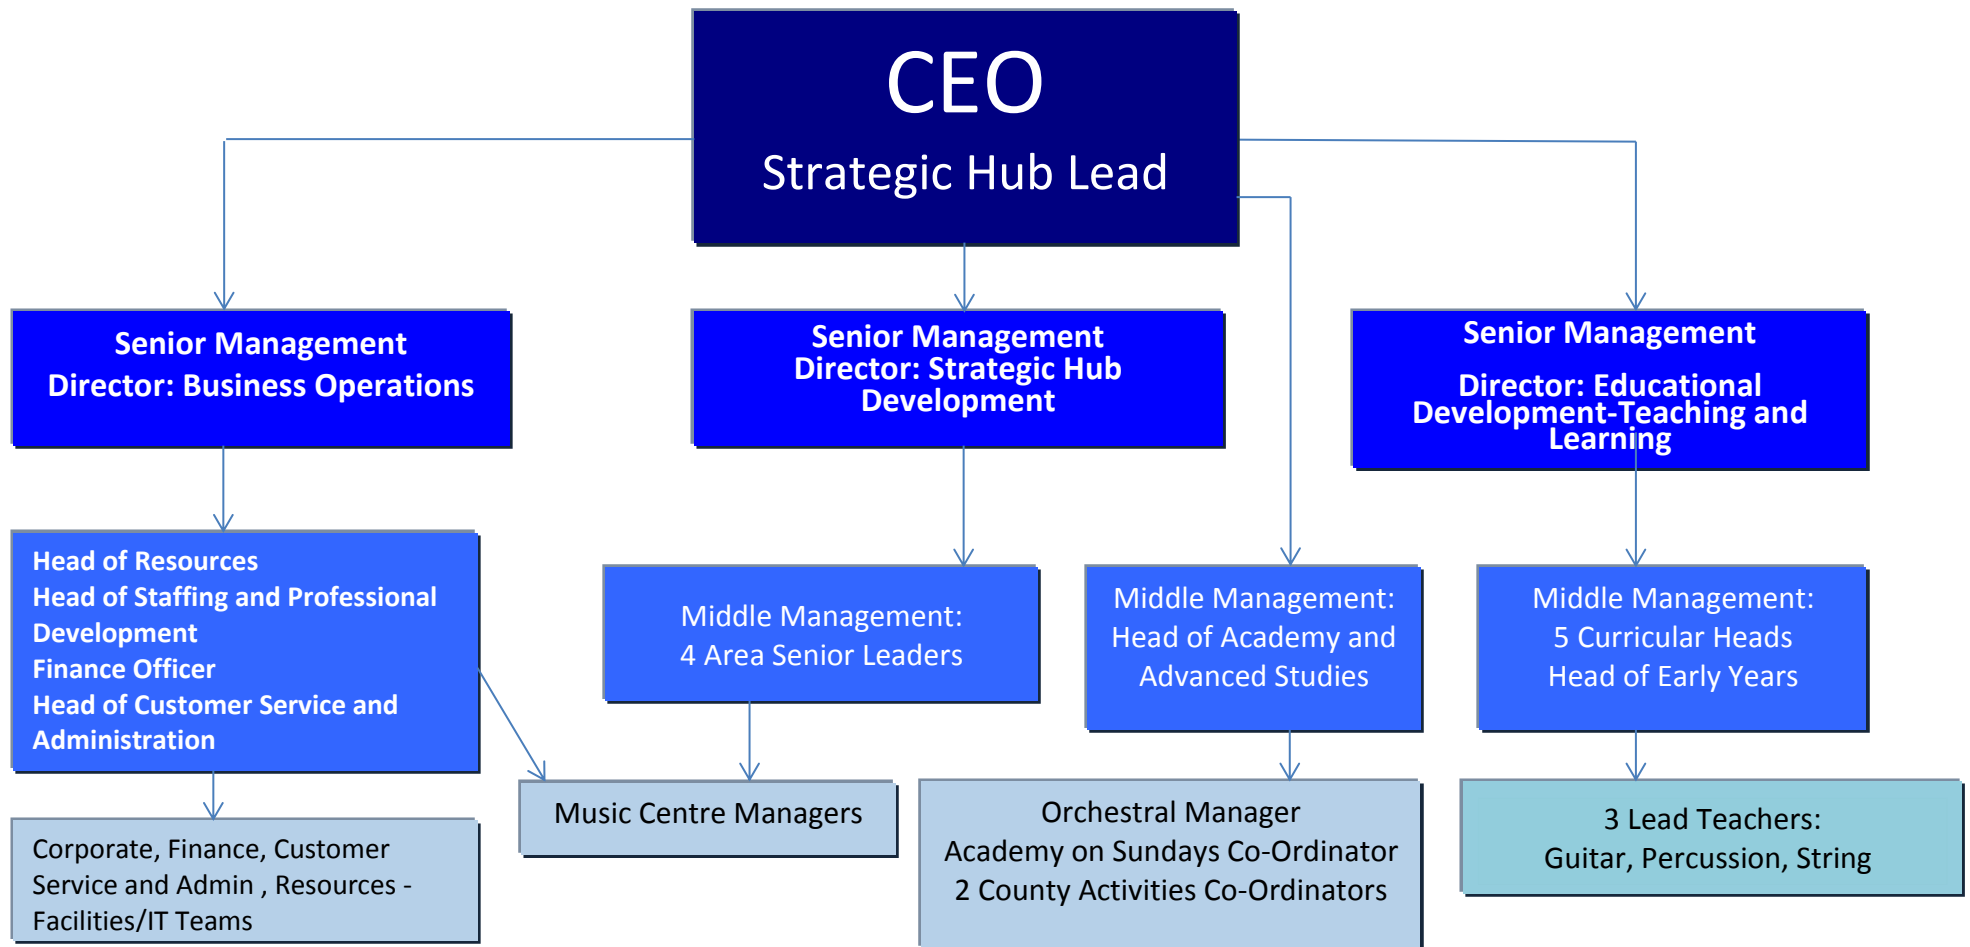 CEO
Strategic Hub Lead
Senior Management
Director: Business Operations
Senior Management
Director: Strategic Hub
Development
Senior Management
Director: Educational
Development-Teaching and
Learning
Head of Resources
Head of Staffing and Professional
Development
Finance Officer
Head of Customer Service and
Administration
Middle Management:
4 Area Senior Leaders
Middle Management:
Head of Academy and
Advanced Studies
Middle Management:
5 Curricular Heads
Head of Early Years
Corporate, Finance, Customer
Service and Admin , Resources -
Facilities/IT Teams
Music Centre Managers
Orchestral Manager
Academy on Sundays Co-Ordinator
2 County Activities Co-Ordinators
3 Lead Teachers:
Guitar, Percussion, String